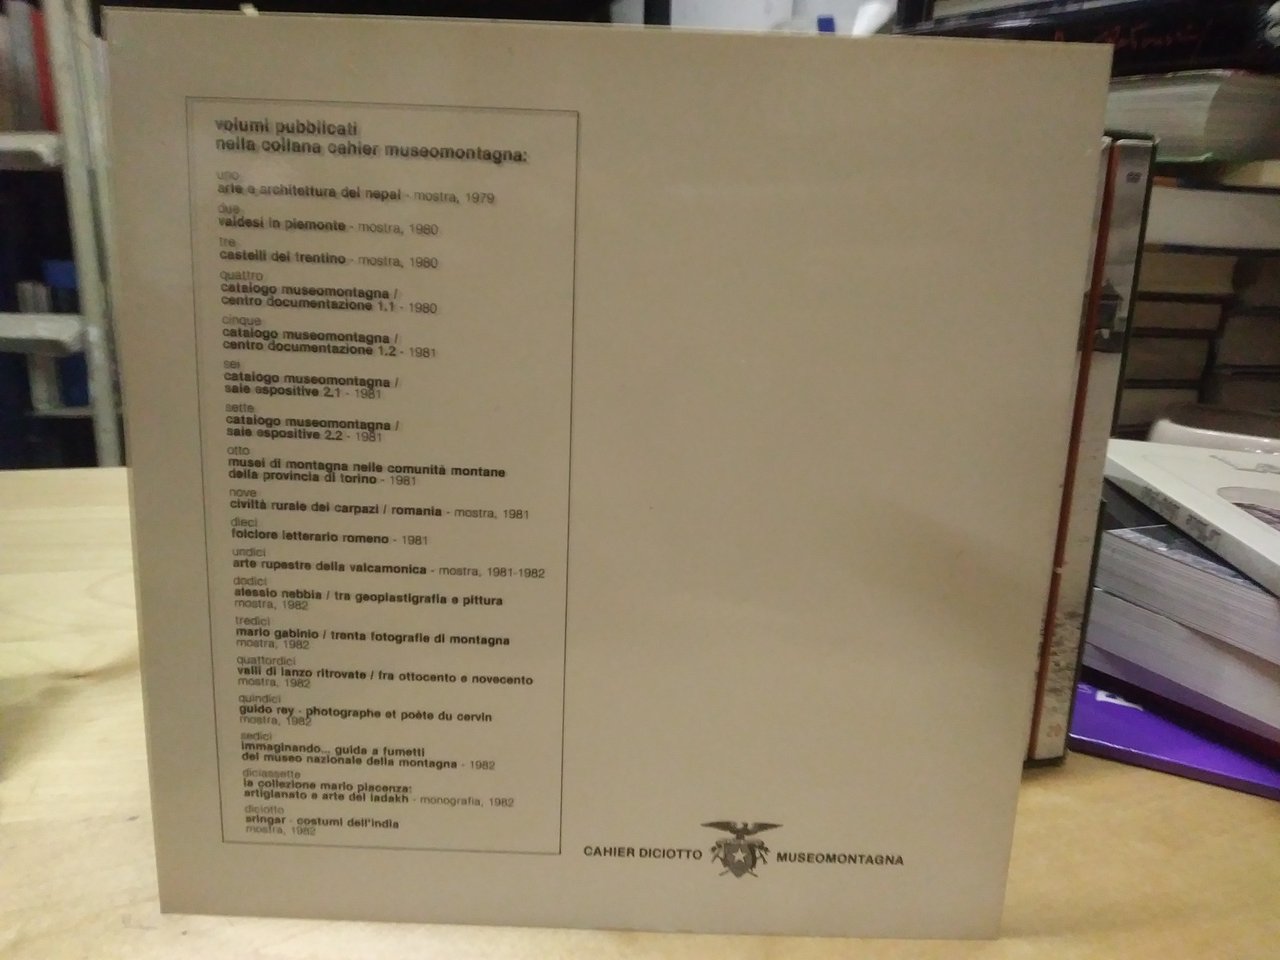 volumi pubblicati
nella collana cahier museomontagna:
uno
arte e architettura del nepal - mostra, 1979
due
valdesi in piemonte - mostra, 1980
tre
castelli del trentino - mostra, 1980
quattro
catalogo museomontagna /
centro documentazione 1.1 - 1980
cinque
catalogo museomontagna /
centro documentazione 1.2 - 1981
sei
catalogo museomontagna /
sale espositive 2.1 - 1981
sette
catalogo museomontagna /
sale espositive 2.2 - 1981
otto
musei di montagna nelle comunità montane
della provincia di torino - 1981
nove
civiltà rurale dei carpazi / romania - mostra, 1981
dieci
folclore letterario romeno - 1981
undici
arte rupestre della valcamonica - mostra, 1981-1982
dodici
alessio nebbia / tra geoplastigrafia e pittura
mostra, 1982
tredici
mario gabinio / trenta fotografie di montagna
mostra, 1982
quattordici
valli di lanzo ritrovate / fra ottocento e novecento
mostra, 1982
quindici
guido rey - photographe et poète du cervin
mostra, 1982
sedici
immaginando... guida a fumetti
del museo nazionale della montagna - 1982
diciassette
la collezione mario piacenza:
artigianato e arte del ladakh - monografia, 1982
diciotto
sringar - costumi dell'india
mostra, 1982
CAHIER DICIOTTO MUSEOMONTAGNA
20